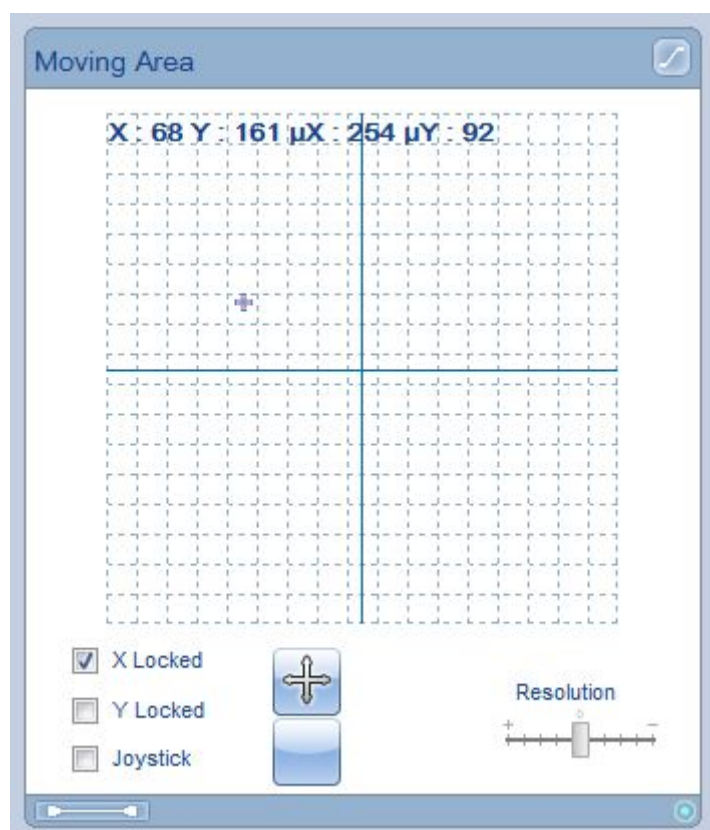 Moving Area
X : 68 Y : 161 µX : 254 µY : 92
X Locked
Y Locked
Joystick
Resolution
+ 0 −